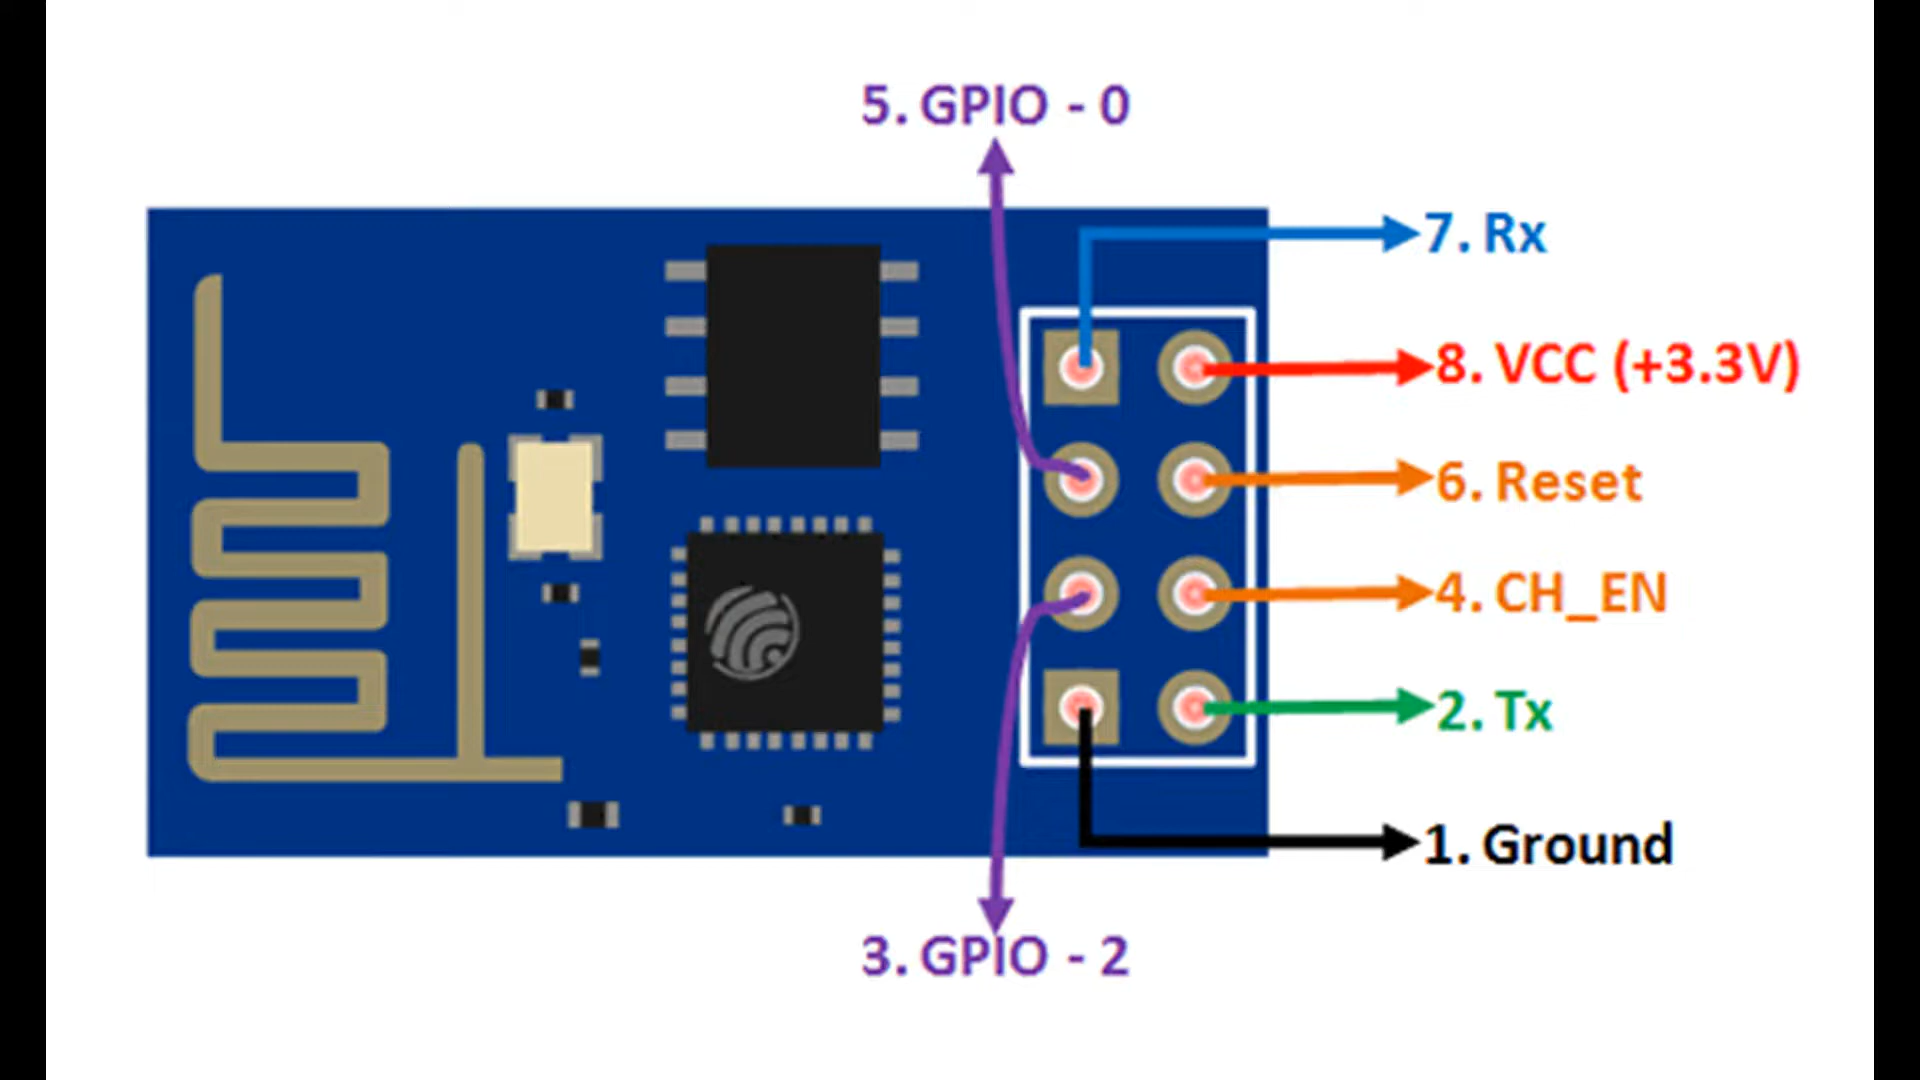 5. GPIO - 0
7. Rx
8. VCC (+3.3V)
6. Reset
4. CH_EN
2. Tx
1. Ground
3. GPIO - 2